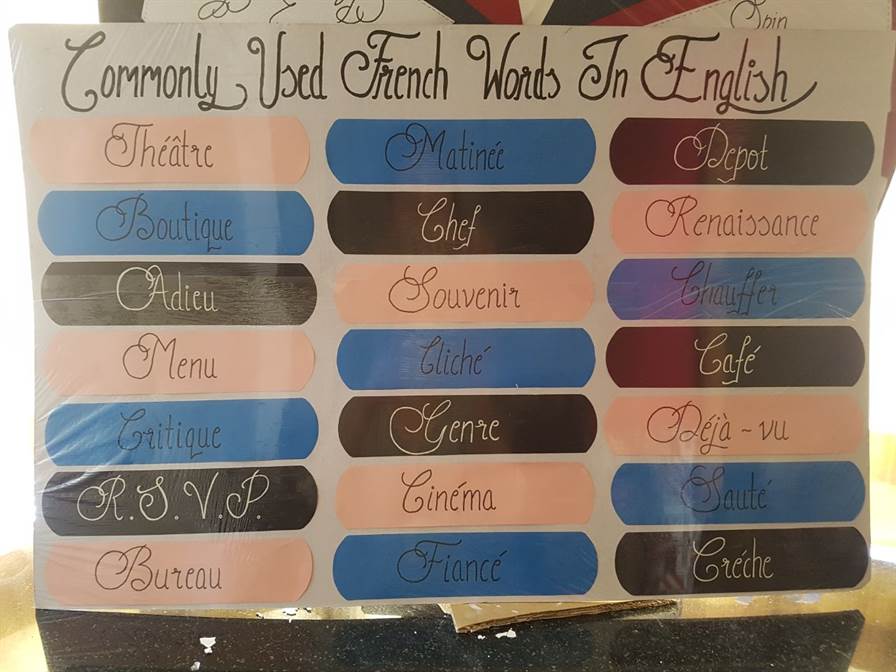 Spin
Commonly Used French Words In English
Théâtre
Matineé
Depot
Boutique
Chef
Renaissance
Adieu
Souvenir
Chauffer
Menu
Cliché
Café
Critique
Genre
Déjà - vu
R.S.V.P.
Cinéma
Sauté
Bureau
Fiancé
Créche